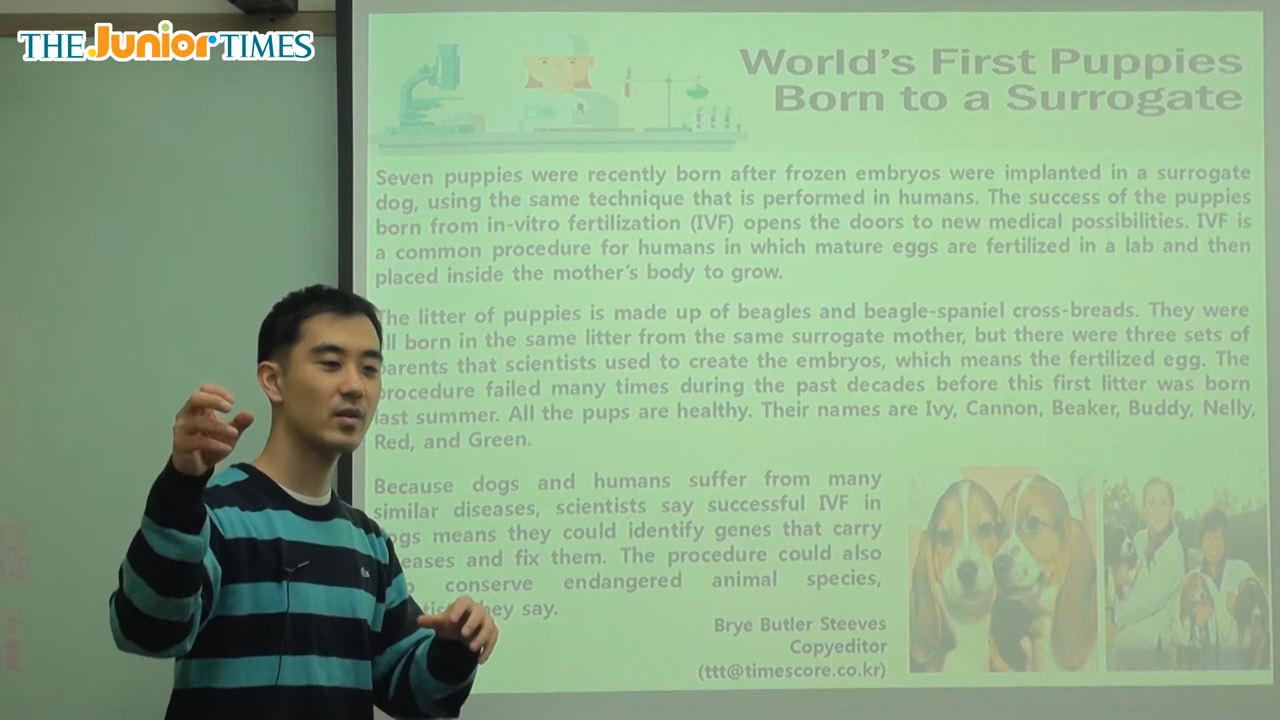 THE Junior TIMES
World's First Puppies
Born to a Surrogate
Seven puppies were recently born after frozen embryos were implanted in a surrogate
dog, using the same technique that is performed in humans. The success of the puppies
born from in-vitro fertilization (IVF) opens the doors to new medical possibilities. IVF is
a common procedure for humans in which mature eggs are fertilized in a lab and then
placed inside the mother's body to grow.
The litter of puppies is made up of beagles and beagle-spaniel cross-breads. They were
born in the same litter from the same surrogate mother, but there were three sets of
parents that scientists used to create the embryos, which means the fertilized egg. The
procedure failed many times during the past decades before this first litter was born
last summer. All the pups are healthy. Their names are Ivy, Cannon, Beaker, Buddy, Nelly,
Red, and Green.
Because dogs and humans suffer from many
similar diseases, scientists say successful IVF in
means they could identify genes that carry
and fix them. The procedure could also
conserve endangered animal species,
say.
Brye Butler Steeves
Copyeditor
(ttt@timescore.co.kr)